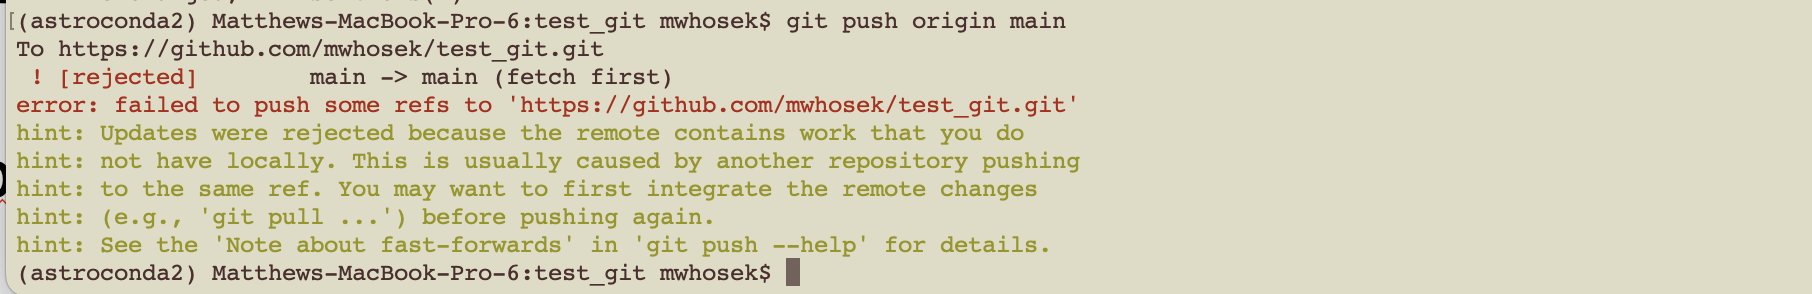 [(astroconda2) Matthews-MacBook-Pro-6:test_git mwhosek$ git push origin main
To https://github.com/mwhosek/test_git.git
 ! [rejected]        main -> main (fetch first)
error: failed to push some refs to 'https://github.com/mwhosek/test_git.git'
hint: Updates were rejected because the remote contains work that you do
hint: not have locally. This is usually caused by another repository pushing
hint: to the same ref. You may want to first integrate the remote changes
hint: (e.g., 'git pull ...') before pushing again.
hint: See the 'Note about fast-forwards' in 'git push --help' for details.
(astroconda2) Matthews-MacBook-Pro-6:test_git mwhosek$